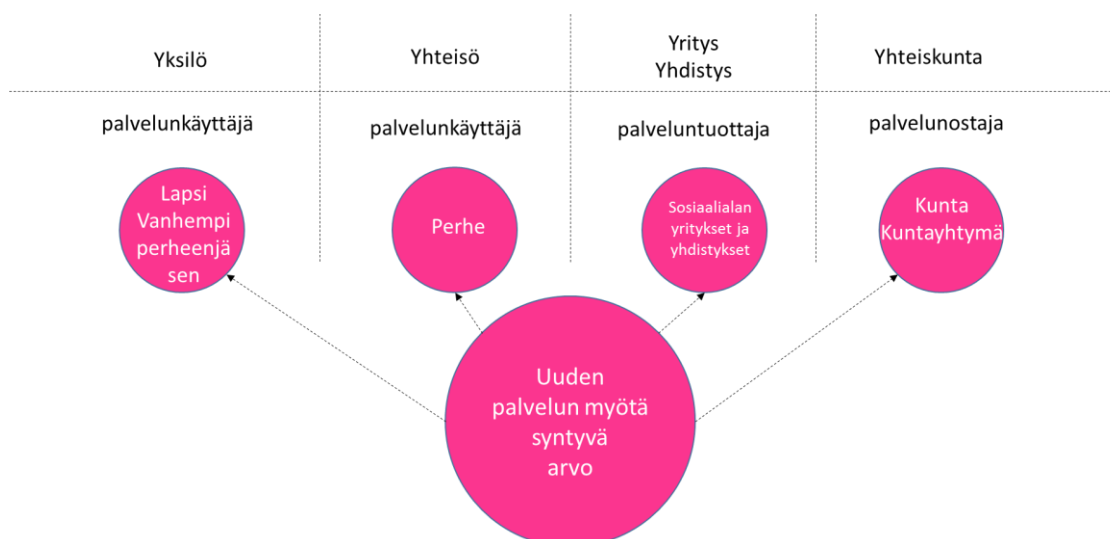 Yksilö
Yhteisö
Yritys
Yhdistys
Yhteiskunta
palvelunkäyttäjä
palvelunkäyttäjä
palveluntuottaja
palvelunostaja
Lapsi
Vanhempi
perheenjä
sen
Perhe
Sosiaalialan
yritykset ja
yhdistykset
Kunta
Kuntayhtymä
Uuden
palvelun myötä
syntyvä
arvo